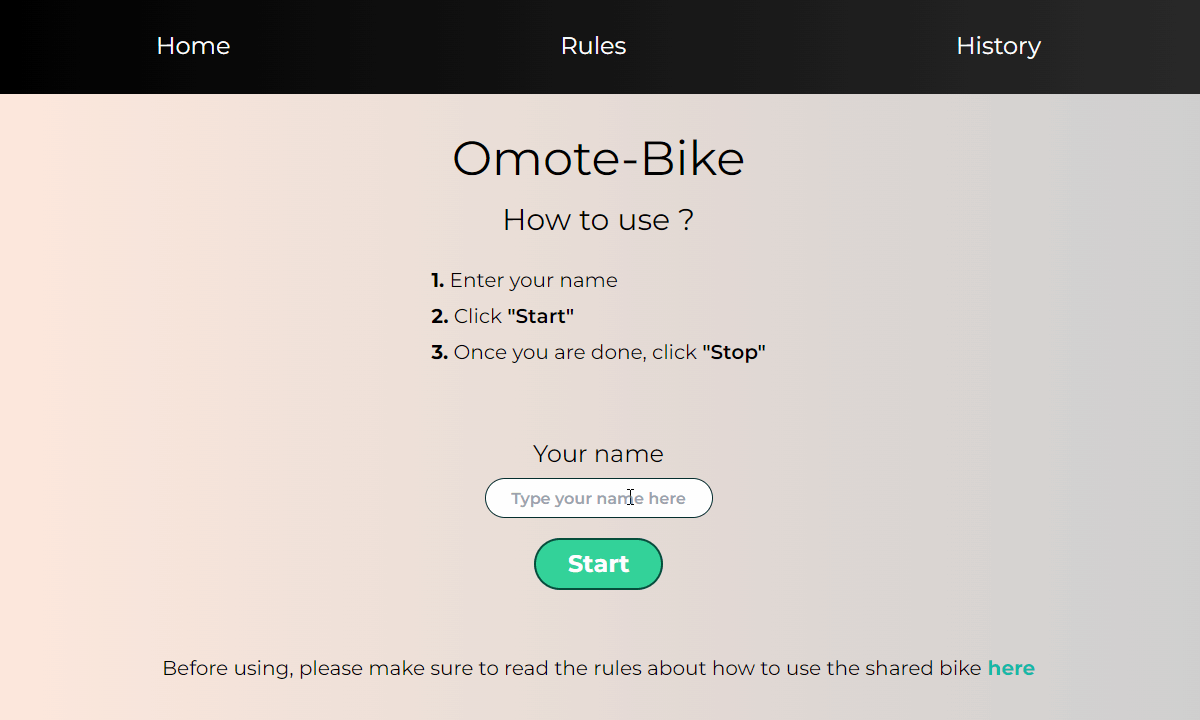 Home Rules History
Omote-Bike
How to use ?
1. Enter your name
2. Click "Start"
3. Once you are done, click "Stop"
Your name
Type your name here
Start
Before using, please make sure to read the rules about how to use the shared bike here